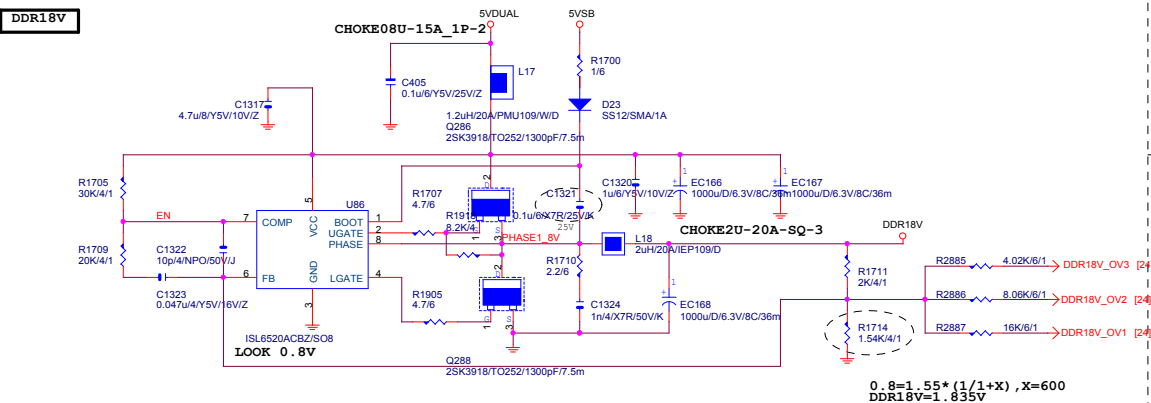 DDR18V
CHOKE08U-15A_1P-2
5VDUAL
5VSB
R1700
1/6
L17
C405
0.1u/6/Y5V/25V/Z
C1317
4.7u/8/Y5V/10V/Z
D23
SS12/SMA/1A
1.2uH/20A/PMU109/W/D
Q286
2SK3918/TO252/1300pF/7.5m
R1705
30K/4/1
R1707
4.7/6
R1918
8.2K/4
C1321
0.1u/6/X7R/25V/K
25V
C1320
1u/6/Y5V/10V/Z
EC166
1000u/D/6.3V/8C/36m
EC167
1000u/D/6.3V/8C/36m
U86
EN
7 COMP
VCC 5
BOOT 1
UGATE 2
PHASE 8
6 FB
GND 3
LGATE 4
ISL6520ACBZ/SO8
LOOK 0.8V
R1709
20K/4/1
C1322
10p/4/NPO/50V/J
C1323
0.047u/4/Y5V/16V/Z
PHASE1_8V
L18
2uH/20A/IEP109/D
CHOKE2U-20A-SQ-3
DDR18V
R1710
2.2/6
C1324
1n/4/X7R/50V/K
EC168
1000u/D/6.3V/8C/36m
R1905
4.7/6
Q288
2SK3918/TO252/1300pF/7.5m
R1711
2K/4/1
R1714
1.54K/4/1
R2885 4.02K/6/1 DDR18V_OV3 [24]
R2886 8.06K/6/1 DDR18V_OV2 [24]
R2887 16K/6/1 DDR18V_OV1 [24]
0.8=1.55*(1/1+X),X=600
DDR18V=1.835V